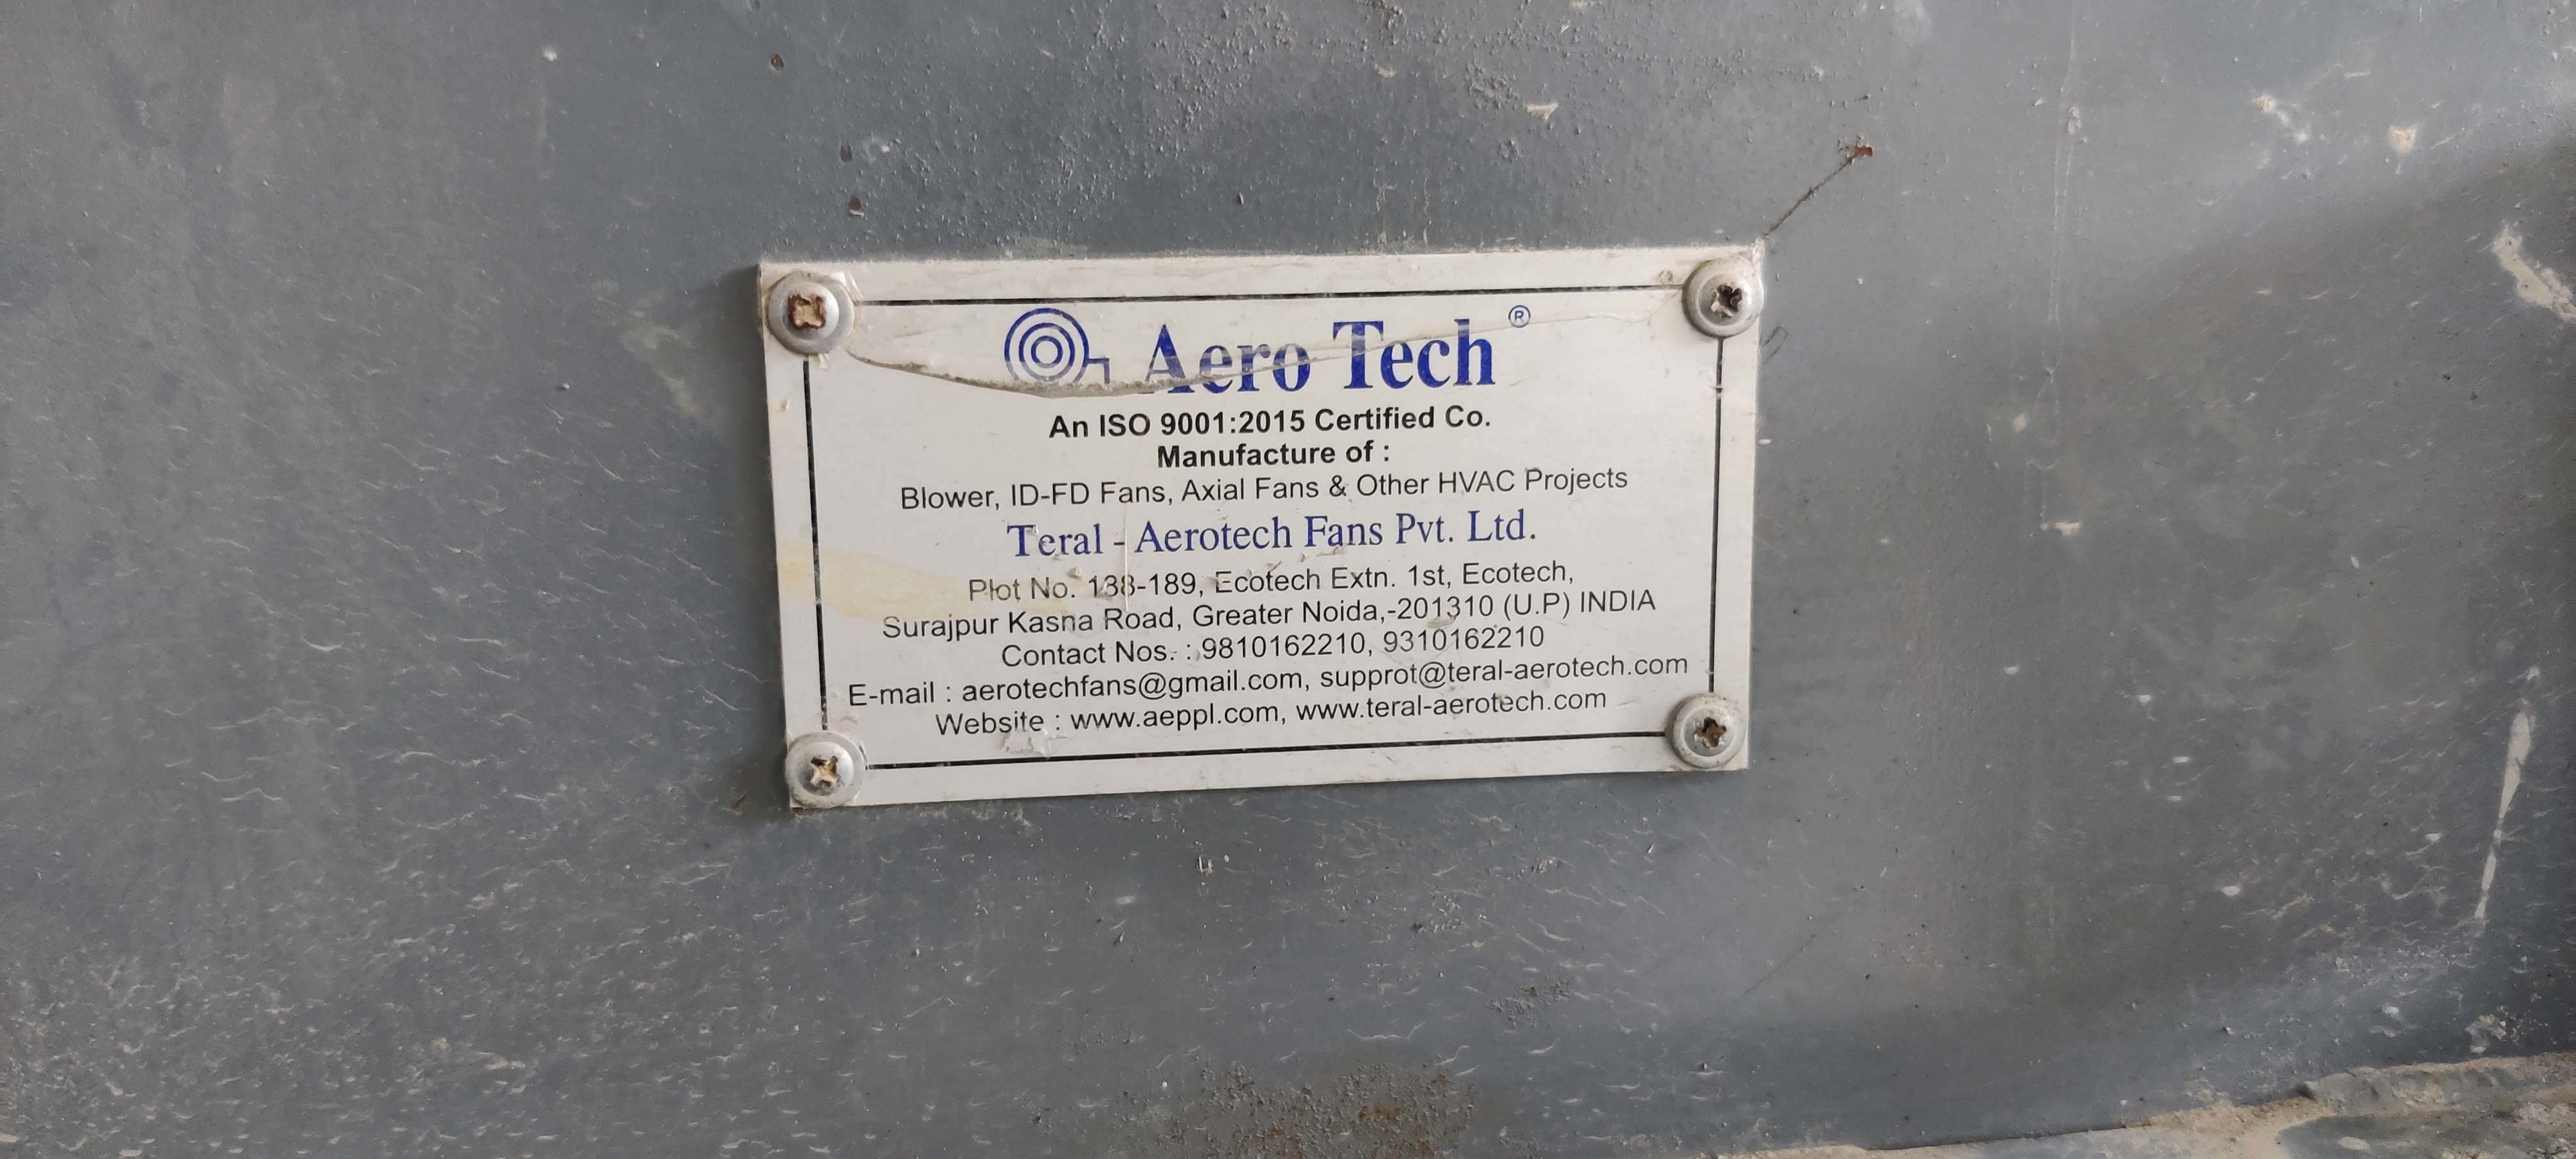 Aero Tech ®
An ISO 9001:2015 Certified Co.
Manufacture of :
Blower, ID-FD Fans, Axial Fans & Other HVAC Projects
Teral - Aerotech Fans Pvt. Ltd.
Plot No. 138-189, Ecotech Extn. 1st, Ecotech,
Surajpur Kasna Road, Greater Noida,-201310 (U.P) INDIA
Contact Nos. : 9810162210, 9310162210
E-mail : aerotechfans@gmail.com, supprot@teral-aerotech.com
Website : www.aeppl.com, www.teral-aerotech.com